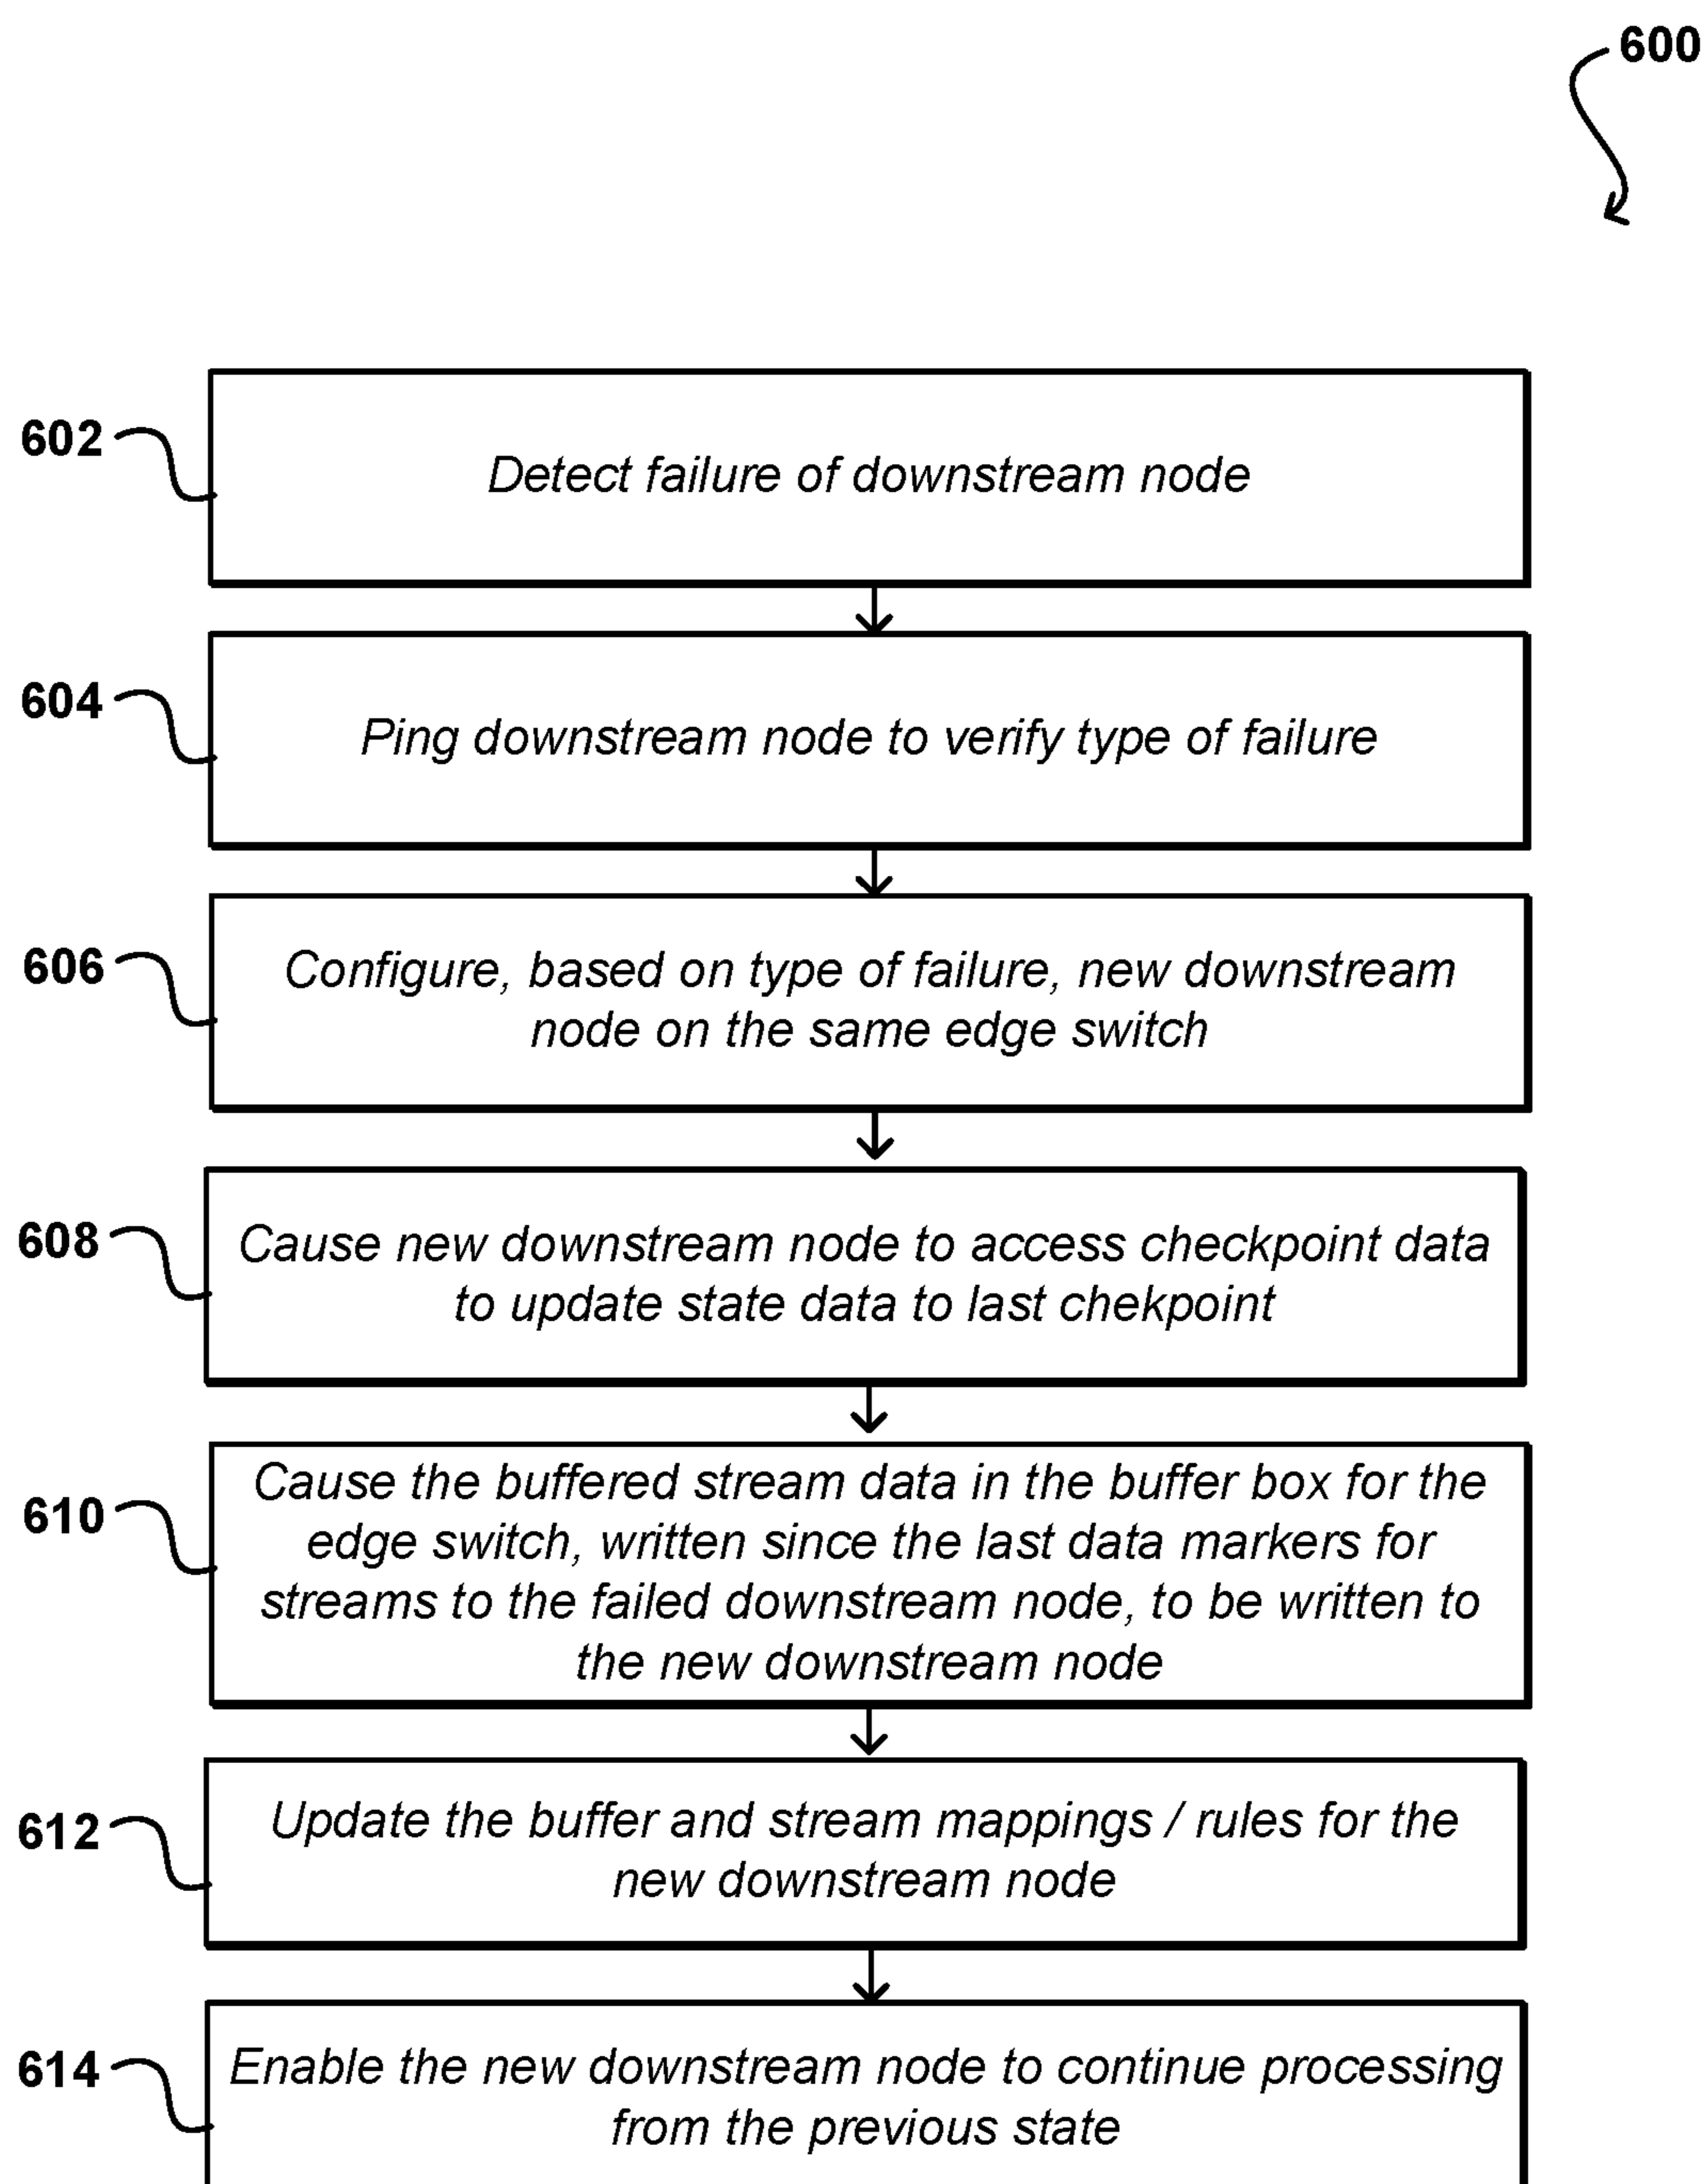 600
602
Detect failure of downstream node
604
Ping downstream node to verify type of failure
606
Configure, based on type of failure, new downstream
node on the same edge switch
608
Cause new downstream node to access checkpoint data
to update state data to last chekpoint
610
Cause the buffered stream data in the buffer box for the
edge switch, written since the last data markers for
streams to the failed downstream node, to be written to
the new downstream node
612
Update the buffer and stream mappings / rules for the
new downstream node
614
Enable the new downstream node to continue processing
from the previous state